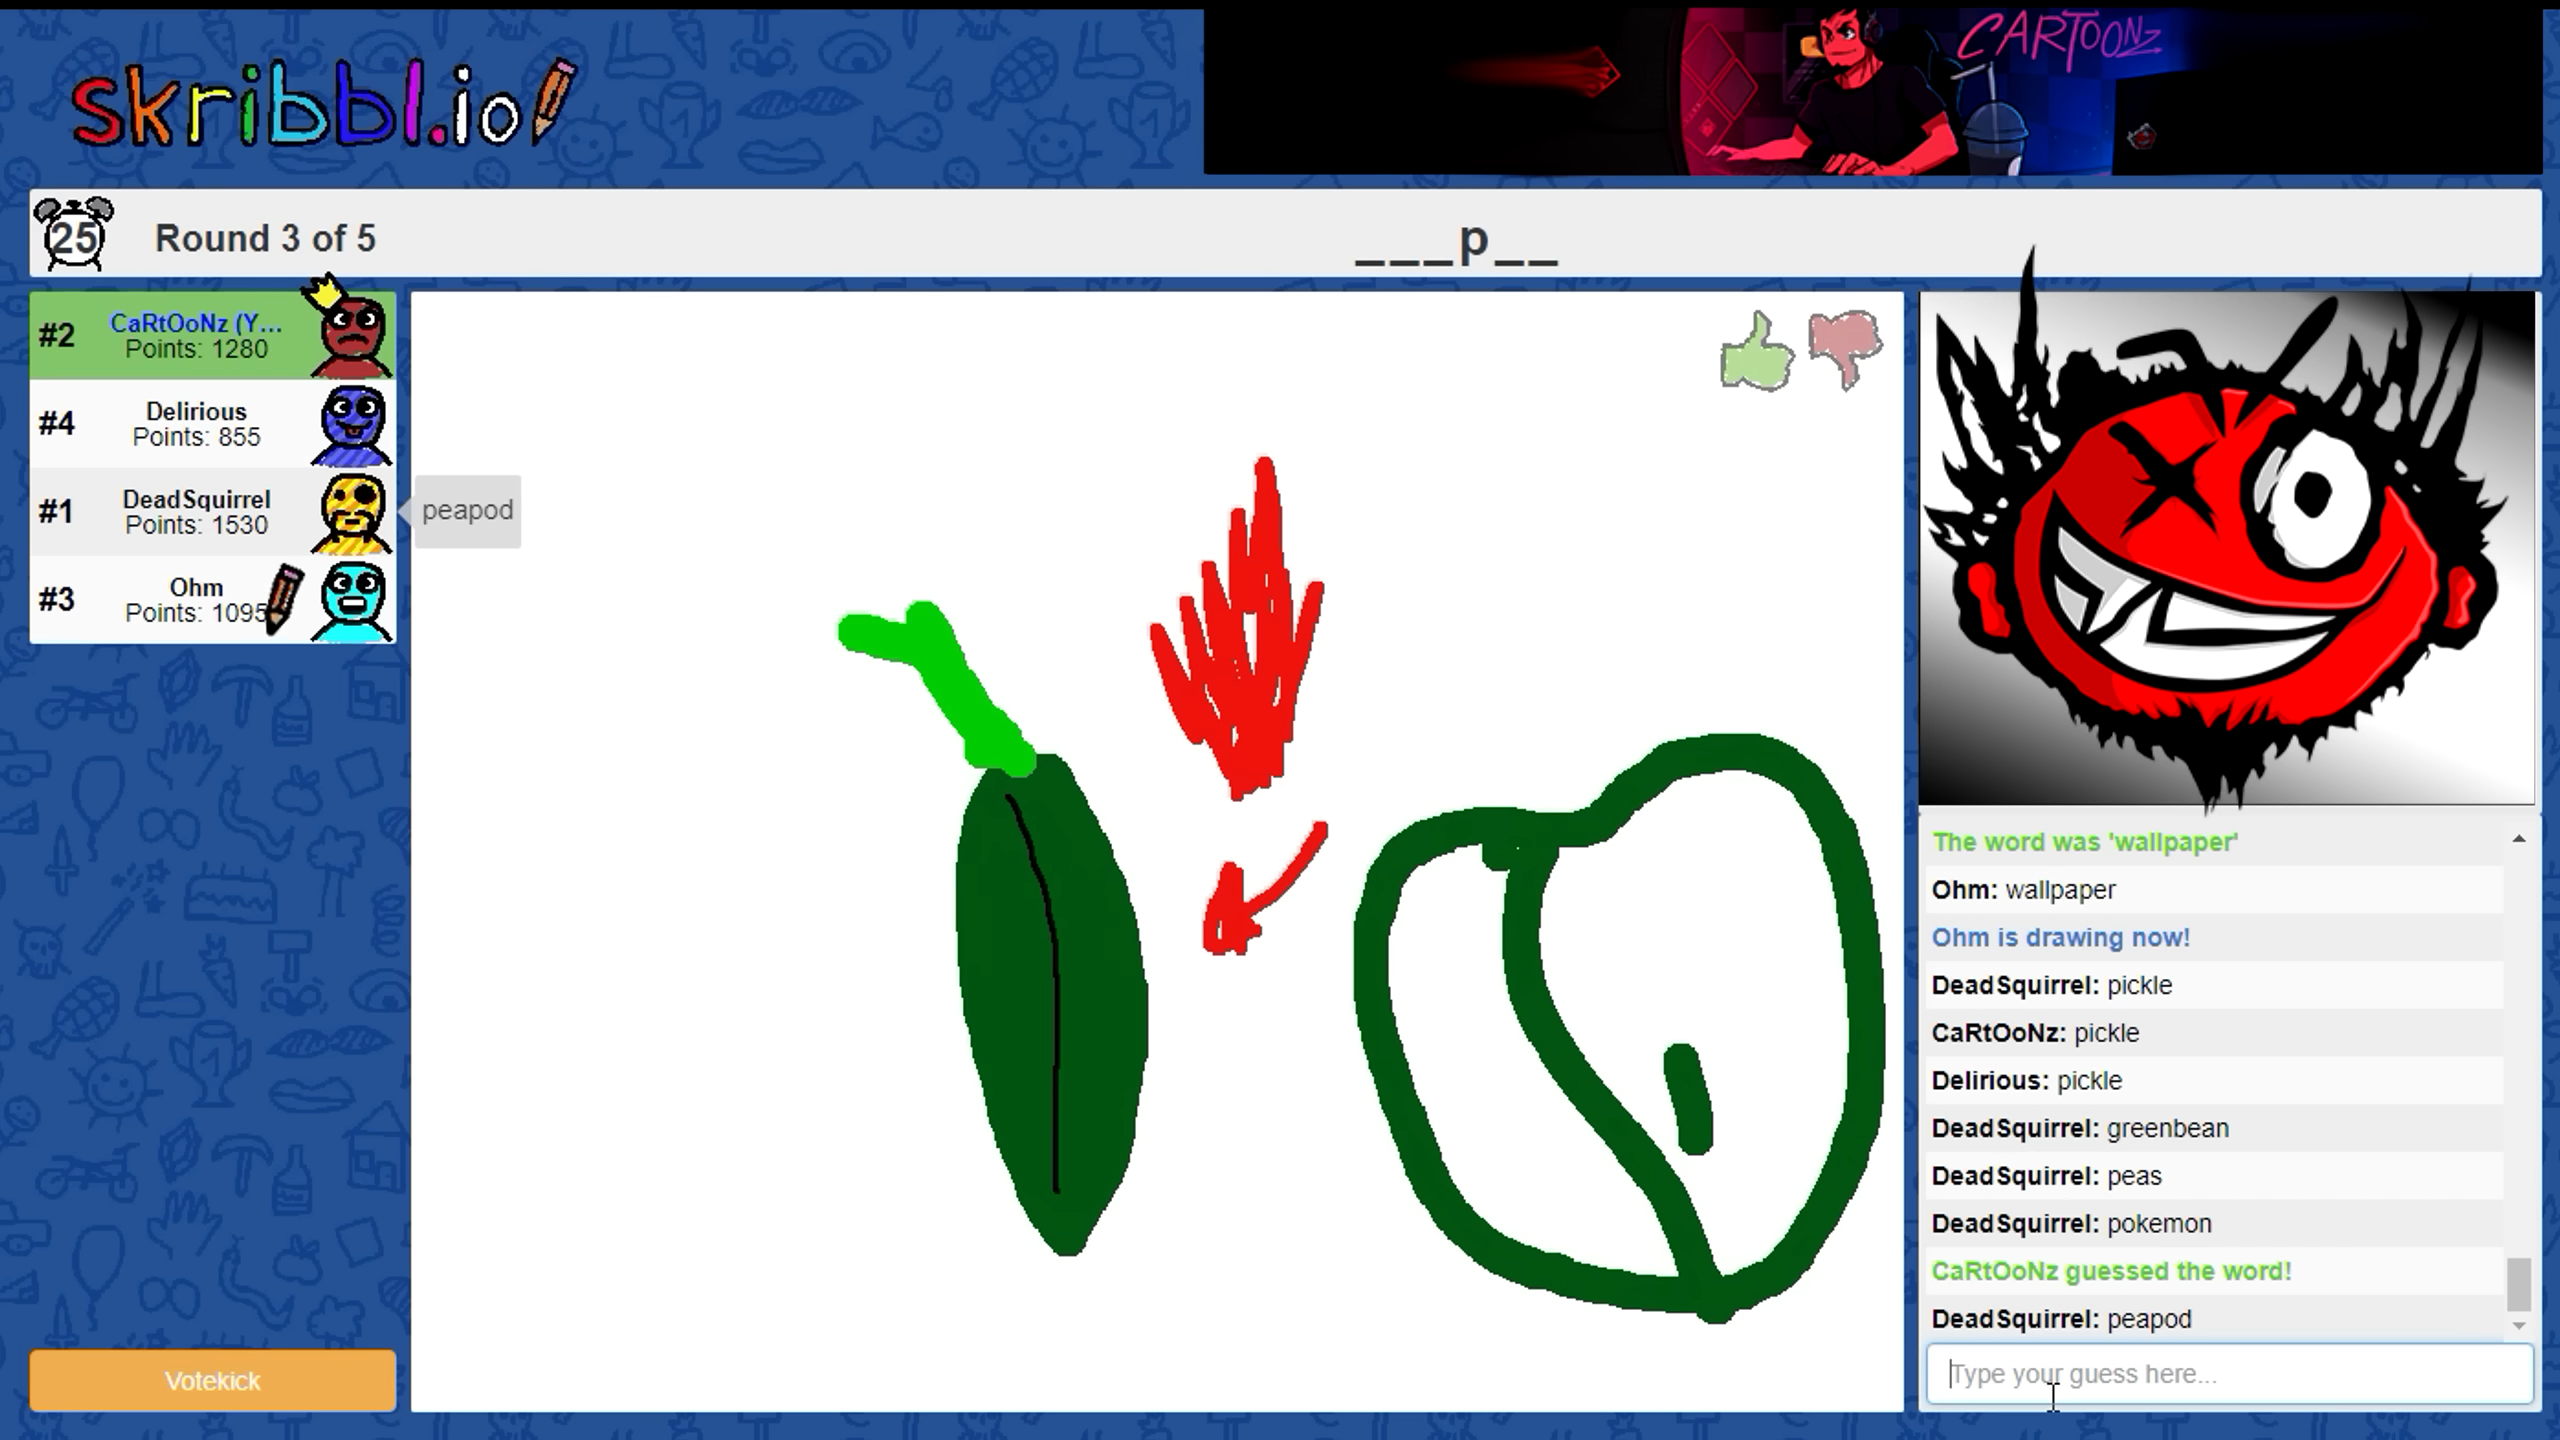 skribbl.io
CARTOONZ
25
Round 3 of 5
___p__
#2
CaRtOoNz (Y...
Points: 1280
#4
Delirious
Points: 855
#1
DeadSquirrel
Points: 1530
peapod
#3
Ohm
Points: 1095
The word was 'wallpaper'
Ohm: wallpaper
Ohm is drawing now!
DeadSquirrel: pickle
CaRtOoNz: pickle
Delirious: pickle
DeadSquirrel: greenbean
DeadSquirrel: peas
DeadSquirrel: pokemon
CaRtOoNz guessed the word!
DeadSquirrel: peapod
Votekick
Type your guess here...